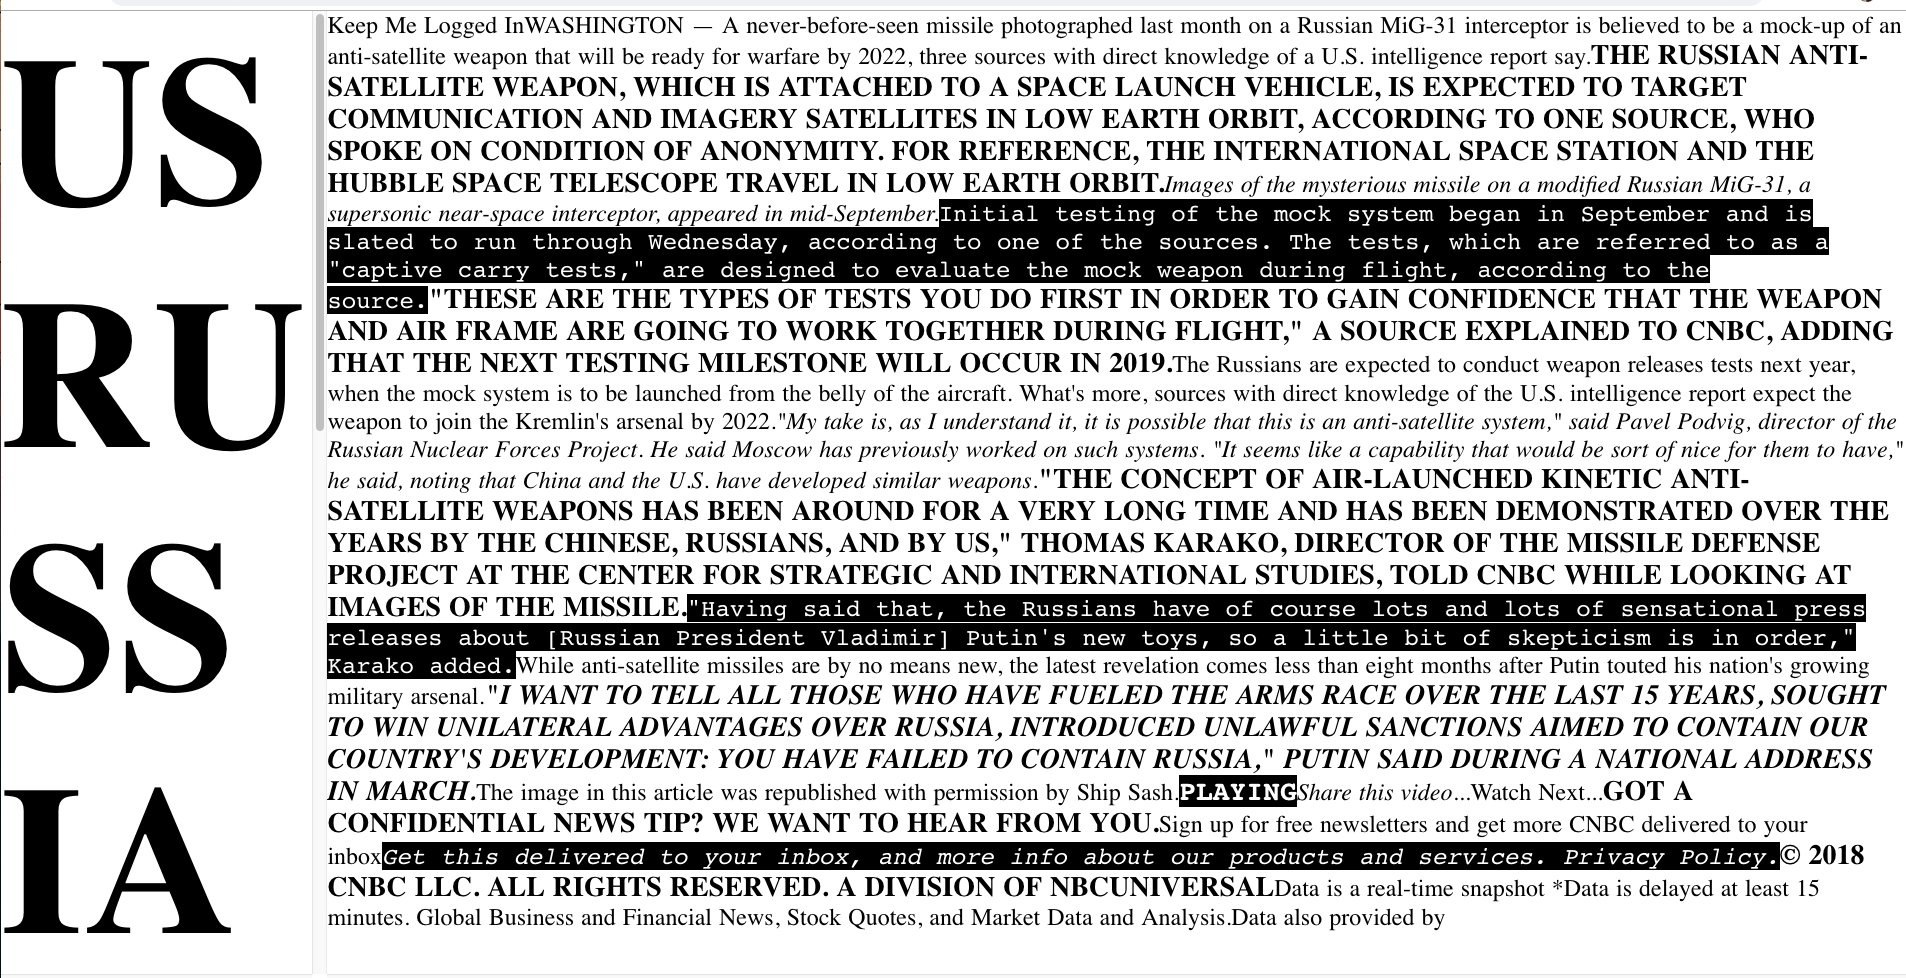 US
RU
SS
IA
Keep Me Logged InWASHINGTON — A never-before-seen missile photographed last month on a Russian MiG-31 interceptor is believed to be a mock-up of an
anti-satellite weapon that will be ready for warfare by 2022, three sources with direct knowledge of a U.S. intelligence report say.THE RUSSIAN ANTI-
SATELLITE WEAPON, WHICH IS ATTACHED TO A SPACE LAUNCH VEHICLE, IS EXPECTED TO TARGET
COMMUNICATION AND IMAGERY SATELLITES IN LOW EARTH ORBIT, ACCORDING TO ONE SOURCE, WHO
SPOKE ON CONDITION OF ANONYMITY. FOR REFERENCE, THE INTERNATIONAL SPACE STATION AND THE
HUBBLE SPACE TELESCOPE TRAVEL IN LOW EARTH ORBIT.Images of the mysterious missile on a modified Russian MiG-31, a
supersonic near-space interceptor, appeared in mid-September.Initial testing of the mock system began in September and is
slated to run through Wednesday, according to one of the sources. The tests, which are referred to as a
"captive carry tests," are designed to evaluate the mock weapon during flight, according to the
source."THESE ARE THE TYPES OF TESTS YOU DO FIRST IN ORDER TO GAIN CONFIDENCE THAT THE WEAPON
AND AIR FRAME ARE GOING TO WORK TOGETHER DURING FLIGHT," A SOURCE EXPLAINED TO CNBC, ADDING
THAT THE NEXT TESTING MILESTONE WILL OCCUR IN 2019.The Russians are expected to conduct weapon releases tests next year,
when the mock system is to be launched from the belly of the aircraft. What's more, sources with direct knowledge of the U.S. intelligence report expect the
weapon to join the Kremlin's arsenal by 2022."My take is, as I understand it, it is possible that this is an anti-satellite system," said Pavel Podvig, director of the
Russian Nuclear Forces Project. He said Moscow has previously worked on such systems. "It seems like a capability that would be sort of nice for them to have,"
he said, noting that China and the U.S. have developed similar weapons."THE CONCEPT OF AIR-LAUNCHED KINETIC ANTI-
SATELLITE WEAPONS HAS BEEN AROUND FOR A VERY LONG TIME AND HAS BEEN DEMONSTRATED OVER THE
YEARS BY THE CHINESE, RUSSIANS, AND BY US," THOMAS KARAKO, DIRECTOR OF THE MISSILE DEFENSE
PROJECT AT THE CENTER FOR STRATEGIC AND INTERNATIONAL STUDIES, TOLD CNBC WHILE LOOKING AT
IMAGES OF THE MISSILE."Having said that, the Russians have of course lots and lots of sensational press
releases about [Russian President Vladimir] Putin's new toys, so a little bit of skepticism is in order,"
Karako added.While anti-satellite missiles are by no means new, the latest revelation comes less than eight months after Putin touted his nation's growing
military arsenal."I WANT TO TELL ALL THOSE WHO HAVE FUELED THE ARMS RACE OVER THE LAST 15 YEARS, SOUGHT
TO WIN UNILATERAL ADVANTAGES OVER RUSSIA, INTRODUCED UNLAWFUL SANCTIONS AIMED TO CONTAIN OUR
COUNTRY'S DEVELOPMENT: YOU HAVE FAILED TO CONTAIN RUSSIA," PUTIN SAID DURING A NATIONAL ADDRESS
IN MARCH.The image in this article was republished with permission by Ship Sash.PLAYINGShare this video...Watch Next...GOT A
CONFIDENTIAL NEWS TIP? WE WANT TO HEAR FROM YOU.Sign up for free newsletters and get more CNBC delivered to your
inboxGet this delivered to your inbox, and more info about our products and services. Privacy Policy.© 2018
CNBC LLC. ALL RIGHTS RESERVED. A DIVISION OF NBCUNIVERSALData is a real-time snapshot *Data is delayed at least 15
minutes. Global Business and Financial News, Stock Quotes, and Market Data and Analysis.Data also provided by